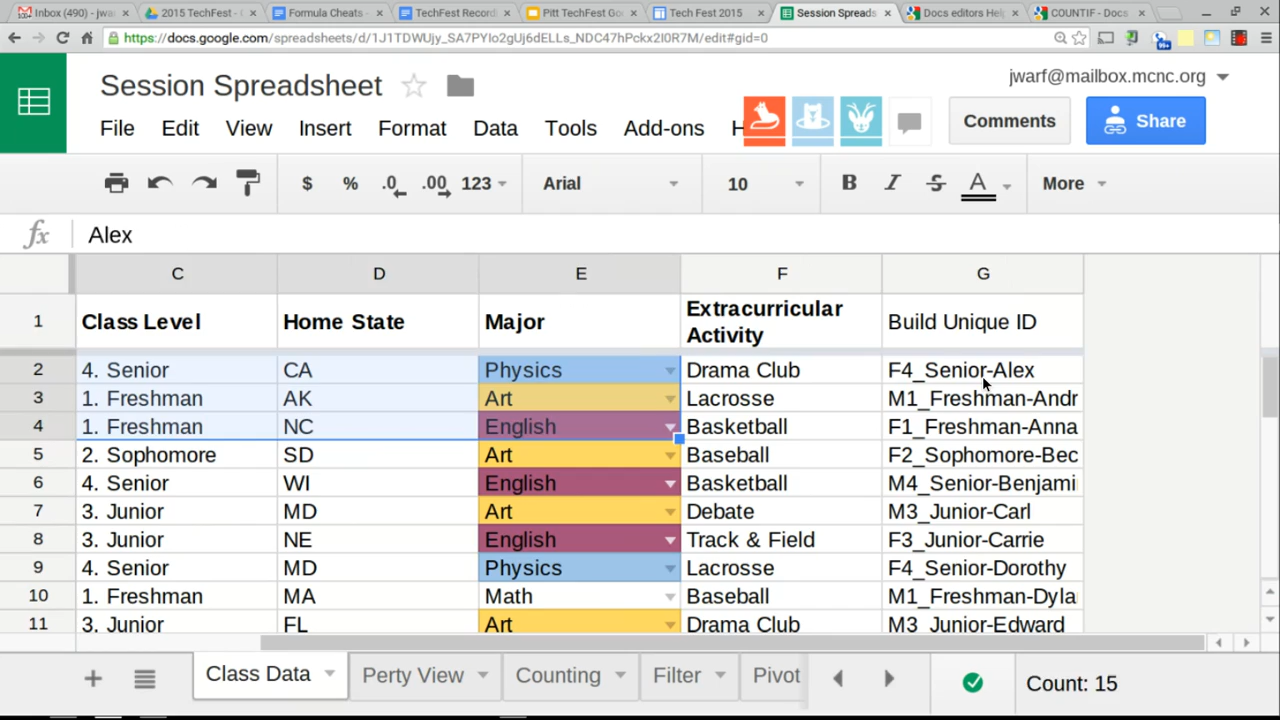 Inbox (490) - jwa
2015 TechFest -
Formula Cheats -
TechFest Record
Pitt TechFest Go
Tech Fest 2015
Session Spreads
Docs editors Hel
COUNTIF - Docs
https://docs.google.com/spreadsheets/d/1J1TDWUjy_SA7PYIo2gUj6dELLs_NDC47hPckx2I0R7M/edit#gid=0
Session Spreadsheet
jwarf@mailbox.mcnc.org
File Edit View Insert Format Data Tools Add-ons H
Comments
Share
$ % .0 .00 123 Arial 10 B I S A More
fx Alex
C D E F G
1 Class Level Home State Major Extracurricular Activity Build Unique ID
2 4. Senior CA Physics Drama Club F4_Senior-Alex
3 1. Freshman AK Art Lacrosse M1_Freshman-Andr
4 1. Freshman NC English Basketball F1_Freshman-Anna
5 2. Sophomore SD Art Baseball F2_Sophomore-Bec
6 4. Senior WI English Basketball M4_Senior-Benjami
7 3. Junior MD Art Debate M3_Junior-Carl
8 3. Junior NE English Track & Field F3_Junior-Carrie
9 4. Senior MD Physics Lacrosse F4_Senior-Dorothy
10 1. Freshman MA Math Baseball M1_Freshman-Dyla
11 3. Junior FL Art Drama Club M3_Junior-Edward
Class Data Perty View Counting Filter Pivot
Count: 15